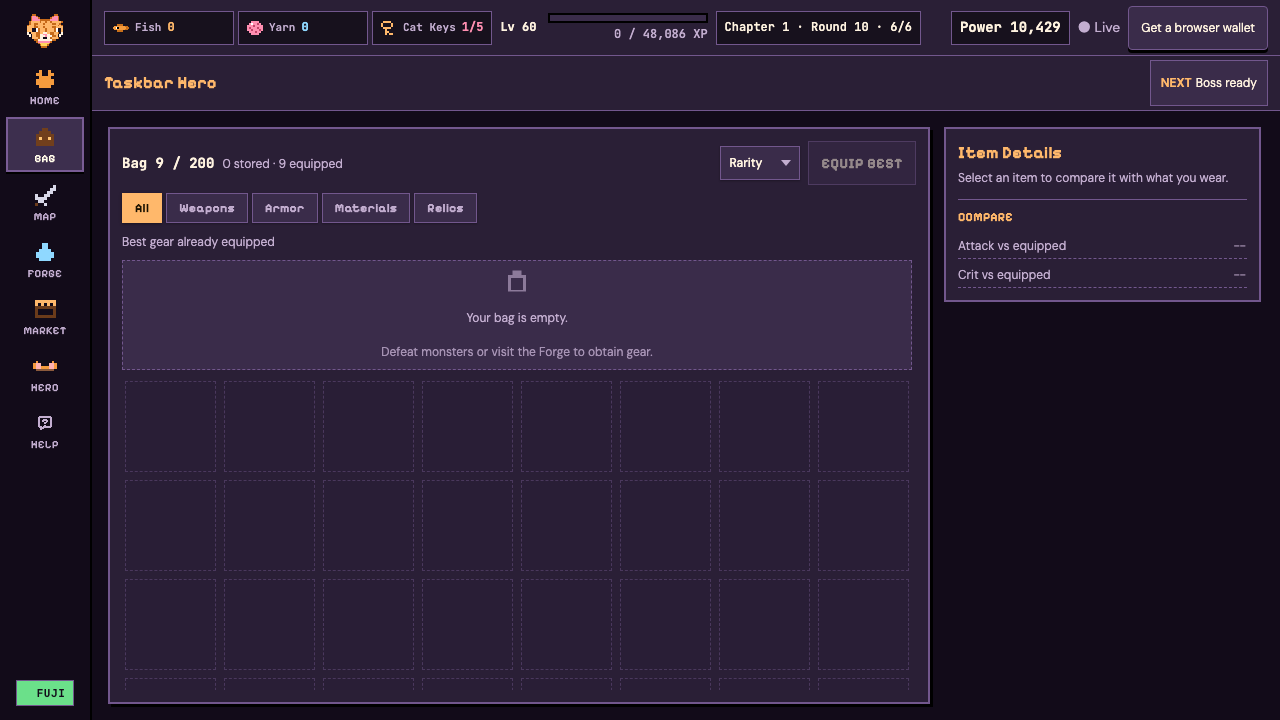 Fish 0
Yarn 0
Cat Keys 1/5
Lv 60
0 / 48,086 XP
Chapter 1 · Round 10 · 6/6
Power 10,429
Live
Get a browser wallet
HOME
BAG
MAP
FORGE
MARKET
HERO
HELP
FUJI
Taskbar Hero
NEXT Boss ready
Bag 9 / 200 0 stored · 9 equipped
Rarity
EQUIP BEST
All
Weapons
Armor
Materials
Relics
Best gear already equipped
Your bag is empty.
Defeat monsters or visit the Forge to obtain gear.
Item Details
Select an item to compare it with what you wear.
COMPARE
Attack vs equipped —
Crit vs equipped —